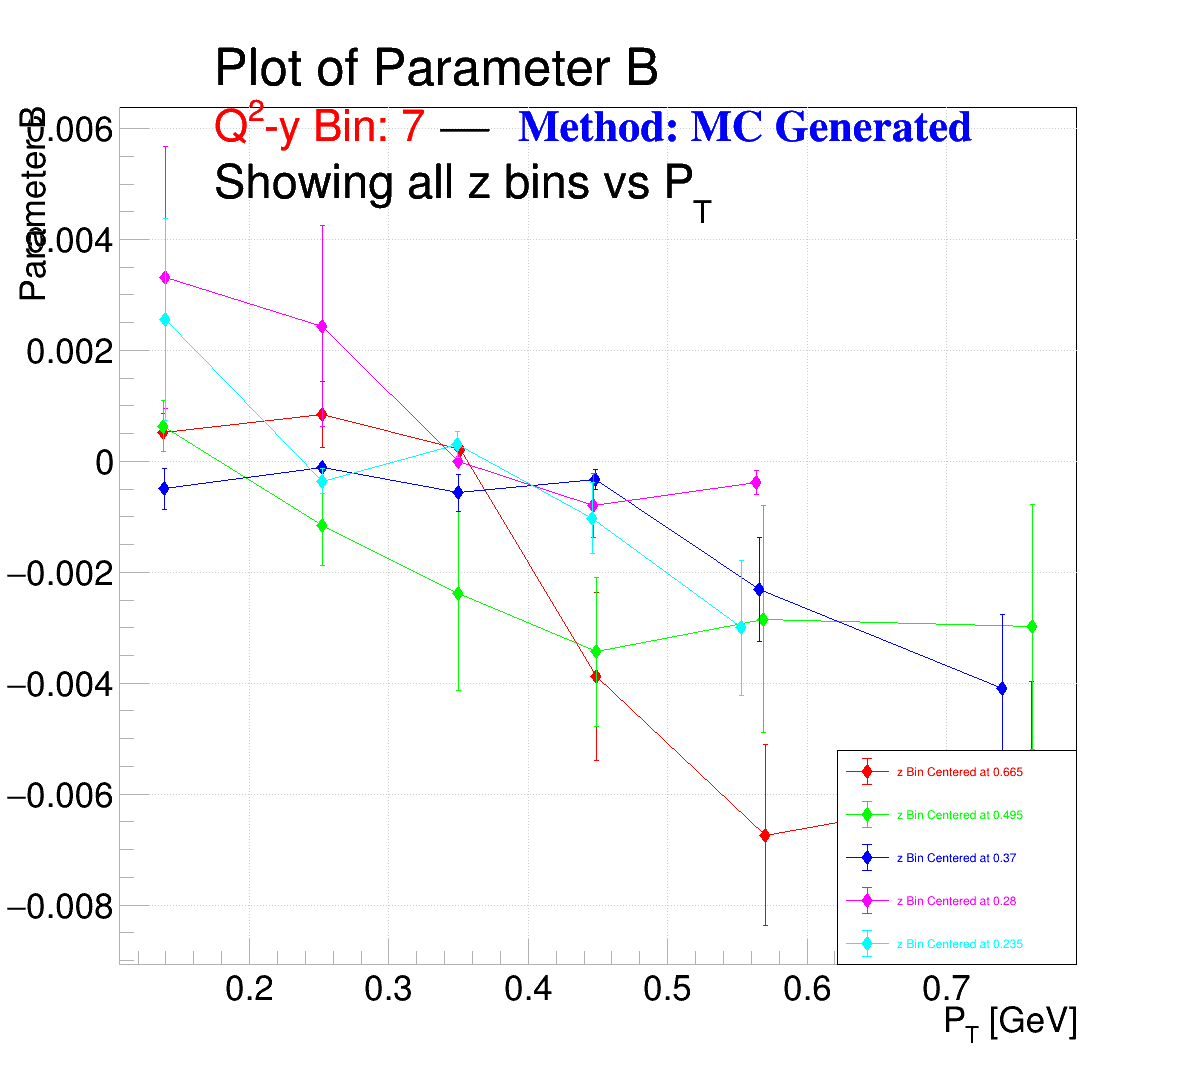 Plot of Parameter B
Q²-y Bin: 7 — Method: MC Generated
Showing all z bins vs P_T
Parameter B
0.006
0.004
0.002
0
−0.002
−0.004
−0.006
−0.008
z Bin Centered at 0.665
z Bin Centered at 0.495
z Bin Centered at 0.37
z Bin Centered at 0.28
z Bin Centered at 0.235
0.2 0.3 0.4 0.5 0.6 0.7
P_T [GeV]